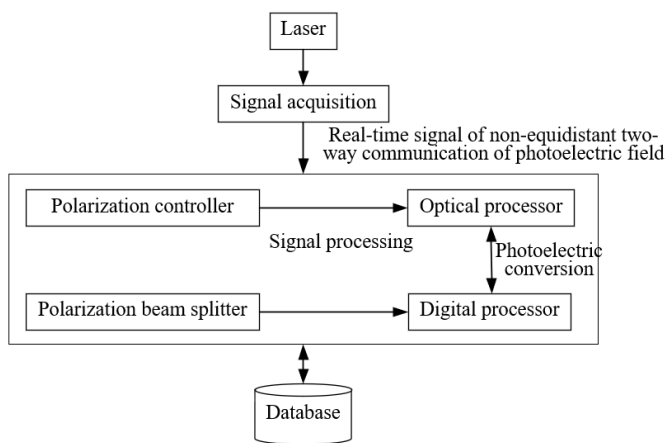 Laser
Signal acquisition
Real-time signal of non-equidistant two-
way communication of photoelectric field
Polarization controller
Optical processor
Signal processing
Photoelectric
conversion
Polarization beam splitter
Digital processor
Database